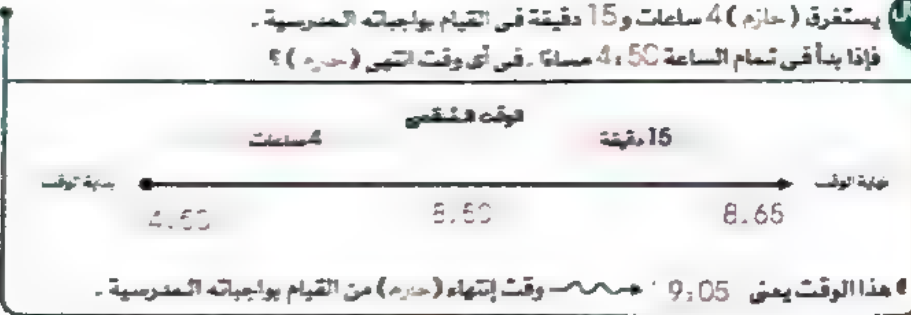 يستغرق ( حازم ) 4 ساعات و 15 دقيقة في القيام بواجباته المدرسية .
فإذا بدأ في تمام الساعة 4:50 مساءً ، في أي وقت انتهى ( حازم ) ؟
الوقت المنقضي
4 ساعات 15 دقيقة
بداية الوقت نهاية الوقت
4:50 8:50 8:65
هذا الوقت يعني 9:05 وقت إنتهاء ( حازم ) من القيام بواجباته المدرسية .